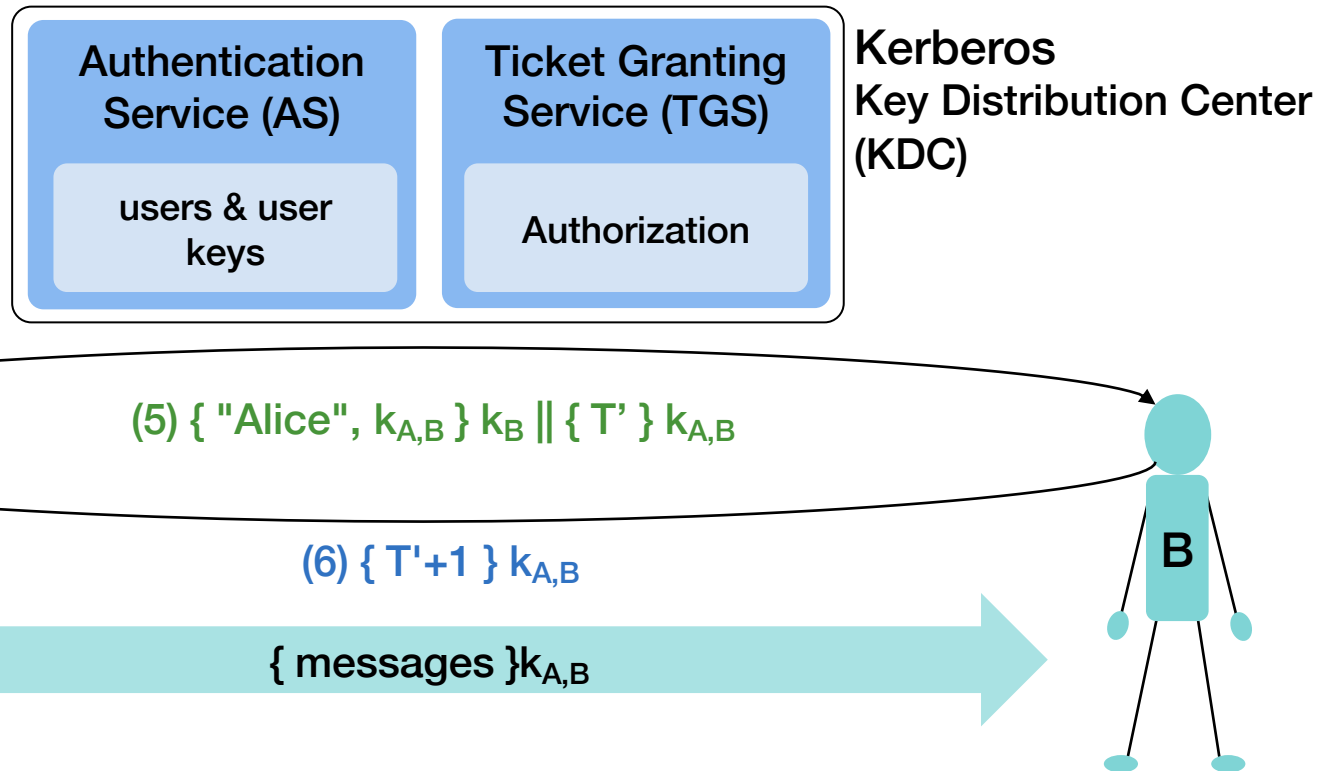 Authentication
Service (AS)
users & user
keys
Ticket Granting
Service (TGS)
Authorization
Kerberos
Key Distribution Center
(KDC)
(5) { "Alice", kA,B } kB || { T’ } kA,B
(6) { T'+1 } kA,B
B
{ messages }kA,B